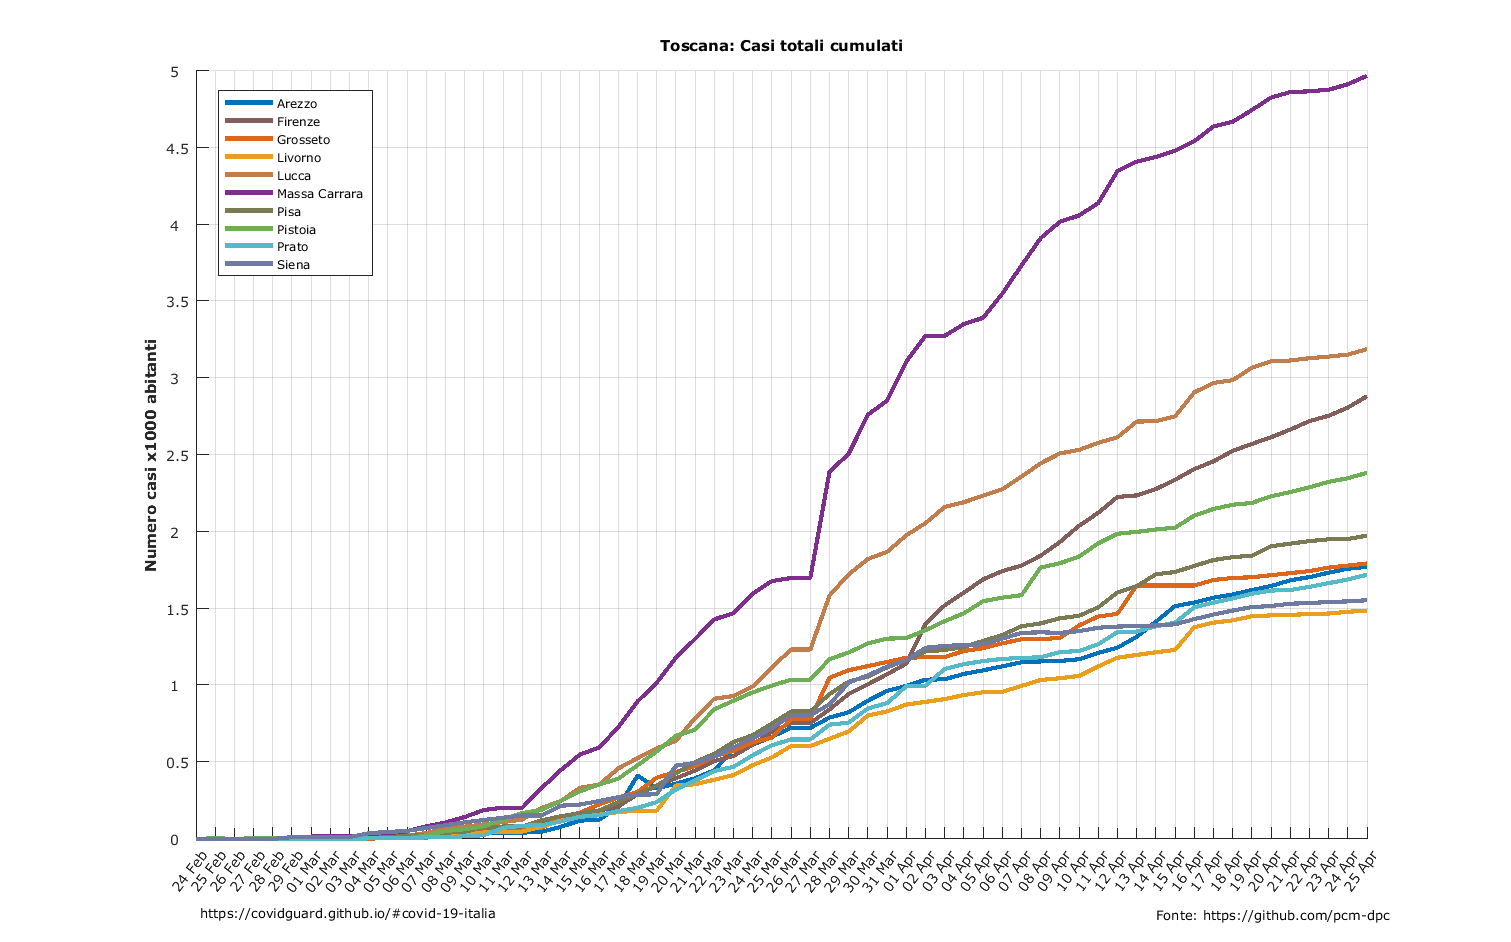 Toscana: Casi totali cumulati
5
4.5
4
3.5
3
2.5
2
1.5
1
0.5
0
Numero casi x1000 abitanti
Arezzo
Firenze
Grosseto
Livorno
Lucca
Massa Carrara
Pisa
Pistoia
Prato
Siena
24 Feb
25 Feb
26 Feb
27 Feb
28 Feb
29 Feb
01 Mar
02 Mar
03 Mar
04 Mar
05 Mar
06 Mar
07 Mar
08 Mar
09 Mar
10 Mar
11 Mar
12 Mar
13 Mar
14 Mar
15 Mar
16 Mar
17 Mar
18 Mar
19 Mar
20 Mar
21 Mar
22 Mar
23 Mar
24 Mar
25 Mar
26 Mar
27 Mar
28 Mar
29 Mar
30 Mar
31 Mar
01 Apr
02 Apr
03 Apr
04 Apr
05 Apr
06 Apr
07 Apr
08 Apr
09 Apr
10 Apr
11 Apr
12 Apr
13 Apr
14 Apr
15 Apr
16 Apr
17 Apr
18 Apr
19 Apr
20 Apr
21 Apr
22 Apr
23 Apr
24 Apr
25 Apr
https://covidguard.github.io/#covid-19-italia
Fonte: https://github.com/pcm-dpc